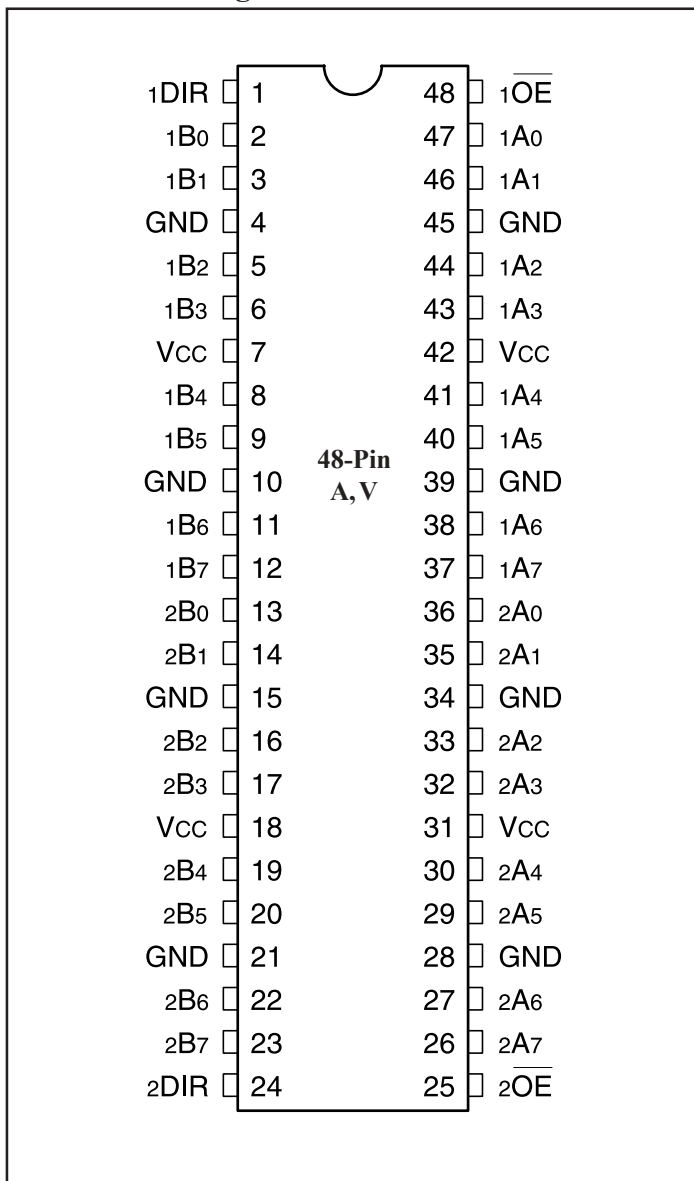 1DIR 1 48 1O̅E̅
1B0 2 47 1A0
1B1 3 46 1A1
GND 4 45 GND
1B2 5 44 1A2
1B3 6 43 1A3
VCC 7 42 VCC
1B4 8 41 1A4
1B5 9 40 1A5
48-Pin
GND 10 39 GND
A,V
1B6 11 38 1A6
1B7 12 37 1A7
2B0 13 36 2A0
2B1 14 35 2A1
GND 15 34 GND
2B2 16 33 2A2
2B3 17 32 2A3
VCC 18 31 VCC
2B4 19 30 2A4
2B5 20 29 2A5
GND 21 28 GND
2B6 22 27 2A6
2B7 23 26 2A7
2DIR 24 25 2O̅E̅